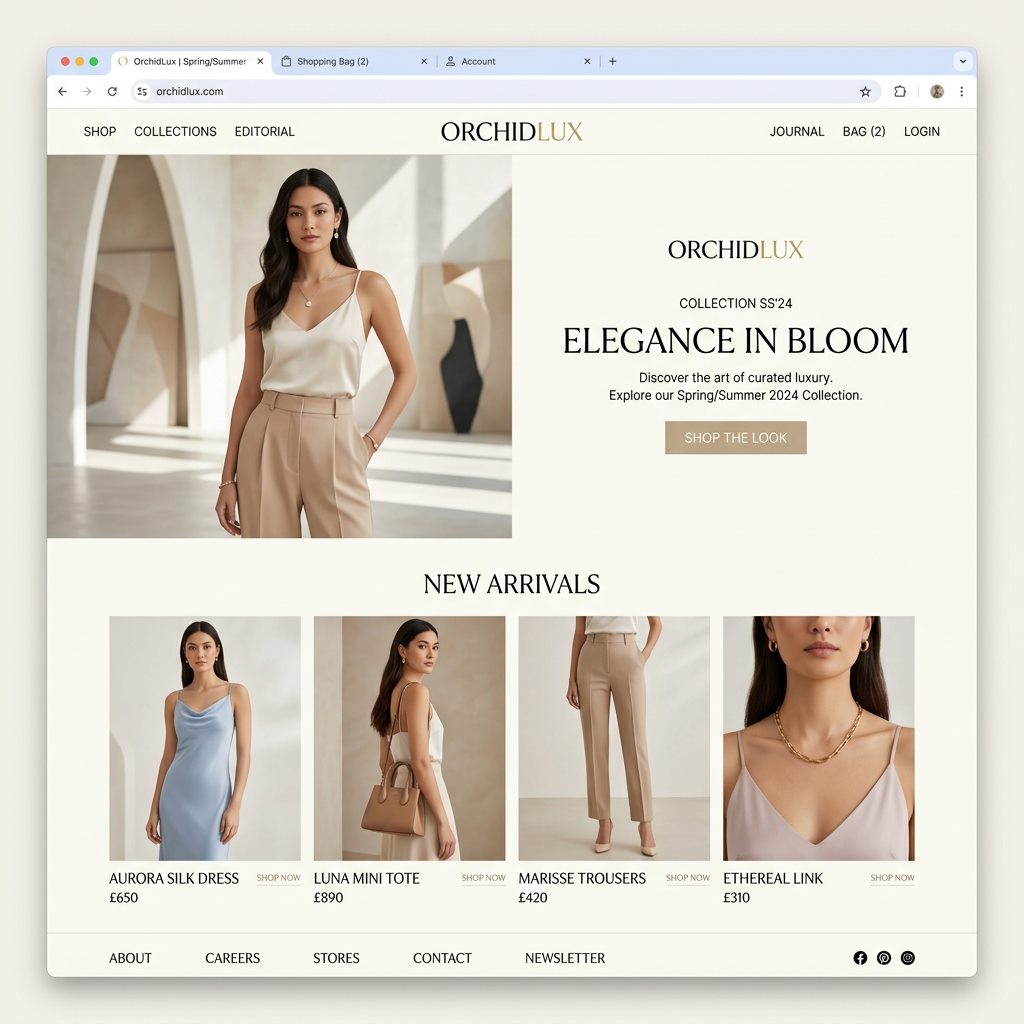 OrchidLux | Spring/Summer
Shopping Bag (2)
Account
orchidlux.com
SHOP COLLECTIONS EDITORIAL
ORCHIDLUX
JOURNAL BAG (2) LOGIN
ORCHIDLUX
COLLECTION SS'24
ELEGANCE IN BLOOM
Discover the art of curated luxury.
Explore our Spring/Summer 2024 Collection.
SHOP THE LOOK
NEW ARRIVALS
AURORA SILK DRESS SHOP NOW
£650
LUNA MINI TOTE SHOP NOW
£890
MARISSE TROUSERS SHOP NOW
£420
ETHEREAL LINK SHOP NOW
£310
ABOUT CAREERS STORES CONTACT NEWSLETTER